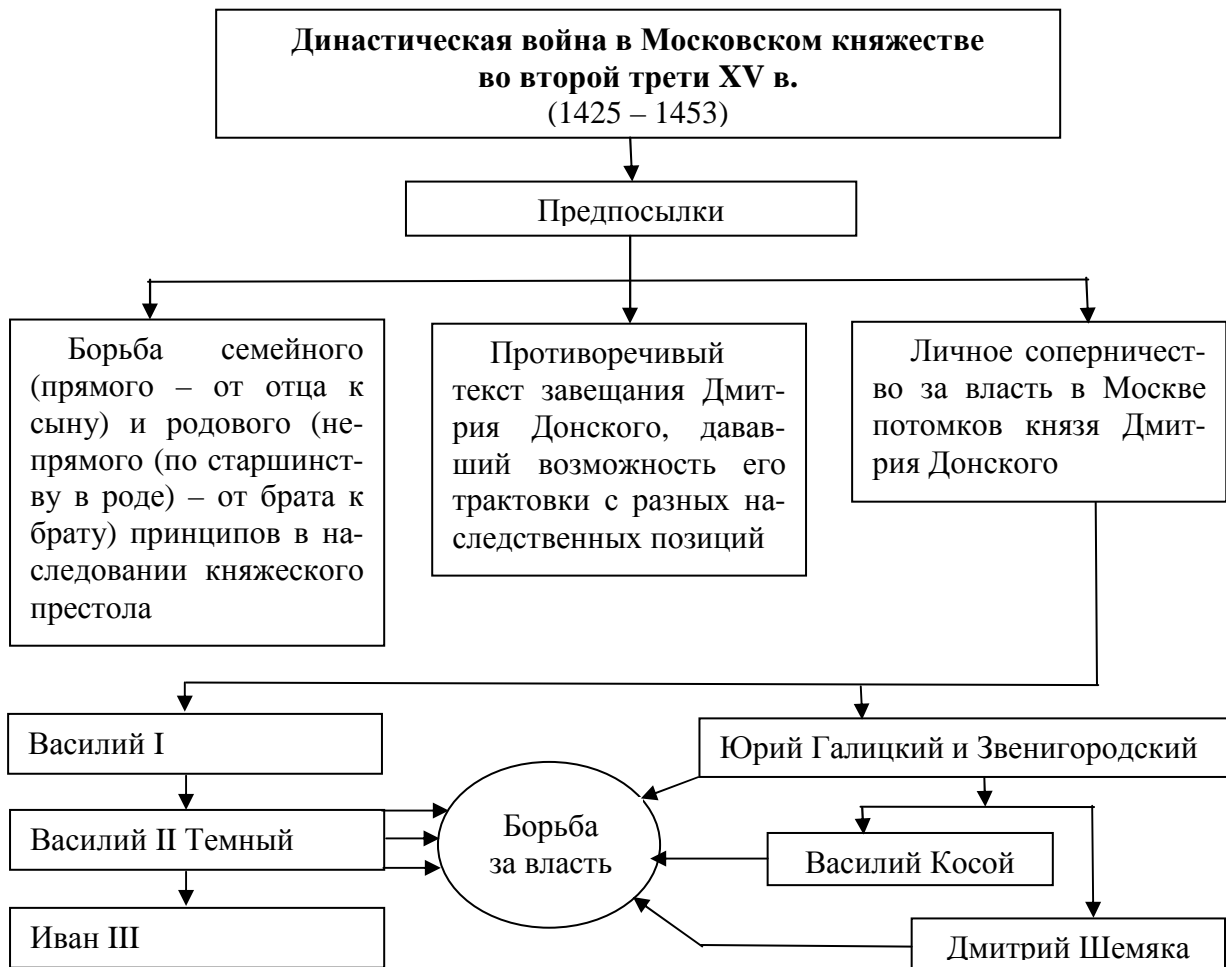 Династическая война в Московском княжестве
во второй трети XV в.
(1425 – 1453)
Предпосылки
Борьба семейного
(прямого – от отца к
сыну) и родового (не-
прямого (по старшинст-
ву в роде) – от брата к
брату) принципов в на-
следовании княжеского
престола
Противоречивый
текст завещания Дмит-
рия Донского, давав-
ший возможность его
трактовки с разных на-
следственных позиций
Личное соперничест-
во за власть в Москве
потомков князя Дмит-
рия Донского
Василий I
Юрий Галицкий и Звенигородский
Василий II Темный
Борьба
за власть
Василий Косой
Иван III
Дмитрий Шемяка